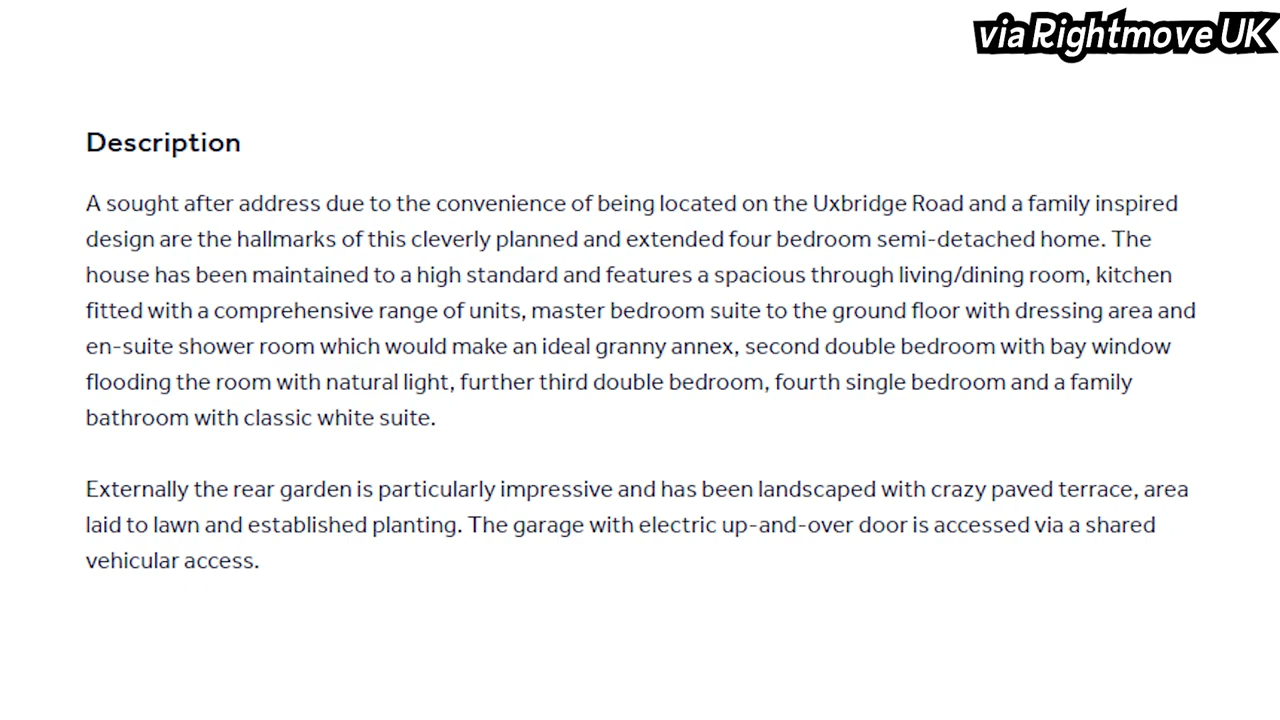 via Rightmove UK
Description
A sought after address due to the convenience of being located on the Uxbridge Road and a family inspired
design are the hallmarks of this cleverly planned and extended four bedroom semi-detached home. The
house has been maintained to a high standard and features a spacious through living/dining room, kitchen
fitted with a comprehensive range of units, master bedroom suite to the ground floor with dressing area and
en-suite shower room which would make an ideal granny annex, second double bedroom with bay window
flooding the room with natural light, further third double bedroom, fourth single bedroom and a family
bathroom with classic white suite.
Externally the rear garden is particularly impressive and has been landscaped with crazy paved terrace, area
laid to lawn and established planting. The garage with electric up-and-over door is accessed via a shared
vehicular access.